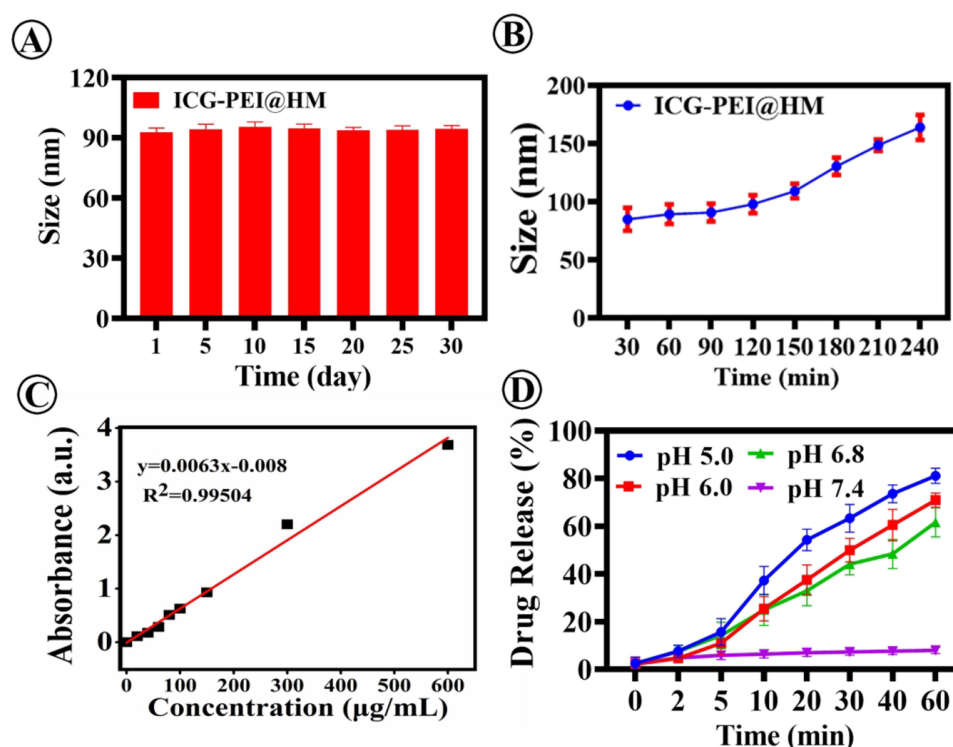 A
120
90
60
30
0
Size (nm)
ICG-PEI@HM
1 5 10 15 20 25 30
Time (day)
B
200
150
100
50
0
Size (nm)
ICG-PEI@HM
30 60 90 120 150 180 210 240
Time (min)
C
4
3
2
1
0
Absorbance (a.u.)
y=0.0063x-0.008
R²=0.99504
0 100 200 300 400 500 600
Concentration (μg/mL)
D
100
80
60
40
20
0
Drug Release (%)
pH 5.0 pH 6.8
pH 6.0 pH 7.4
0 2 5 10 20 30 40 60
Time (min)